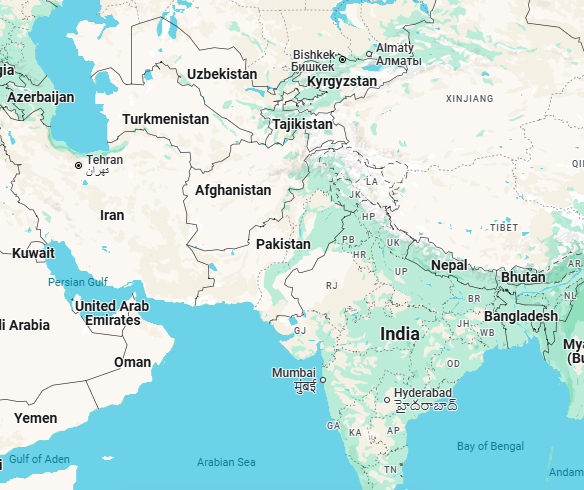 Bishkek
Бишкек
Almaty
Алматы
Uzbekistan
Kyrgyzstan
gia
Azerbaijan
XINJIANG
Turkmenistan
Tajikistan
Tehran
تهران
LA
JK
Afghanistan
Iran
HP
TIBET
Pakistan
PB
UK
HR
Kuwait
Nepal
AR
UP
Bhutan
Persian Gulf
RJ
NL
BR
United Arab
Emirates
Bangladesh
di Arabia
GJ
India
JH
WB
Oman
OD
Mumbai
मुंबई
Hyderabad
హైదరాబాద్
Yemen
GA
KA
AP
Bay of Bengal
Gulf of Aden
Arabian Sea
TN
Andam